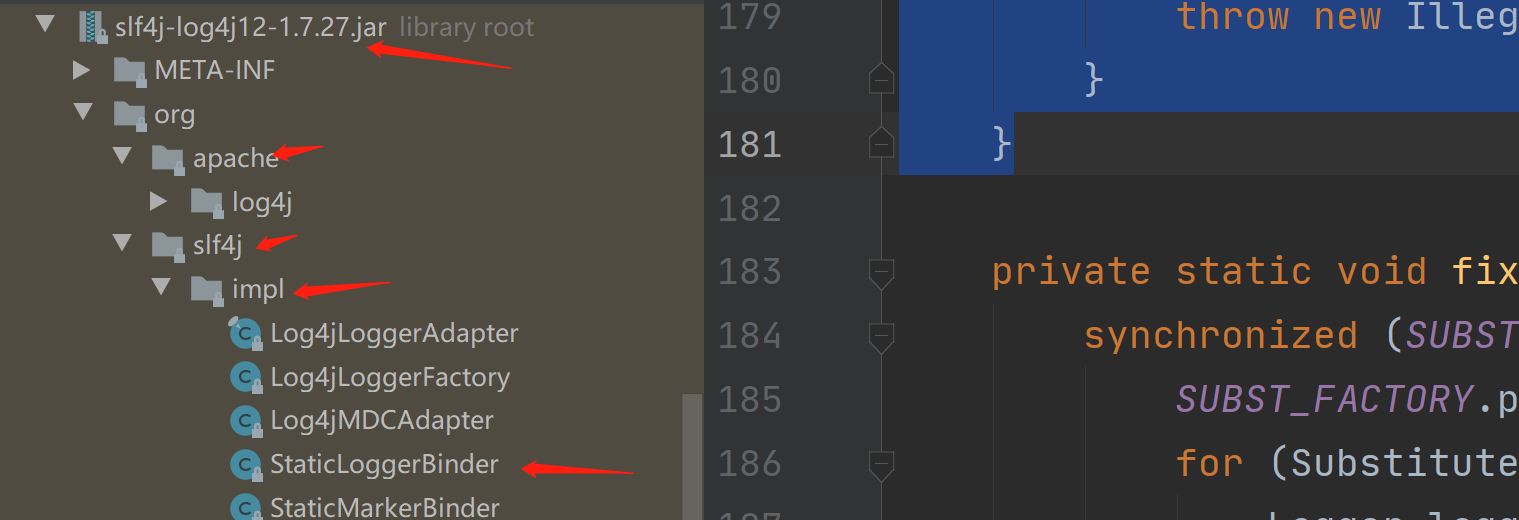 slf4j-log4j12-1.7.27.jar library root
META-INF
org
apache
log4j
slf4j
impl
Log4jLoggerAdapter
Log4jLoggerFactory
Log4jMDCAdapter
StaticLoggerBinder
StaticMarkerBinder
179 throw new Illeg
180 }
181 }
182
183 private static void fix
184 synchronized (SUBST
185 SUBST_FACTORY.p
186 for (Substitute